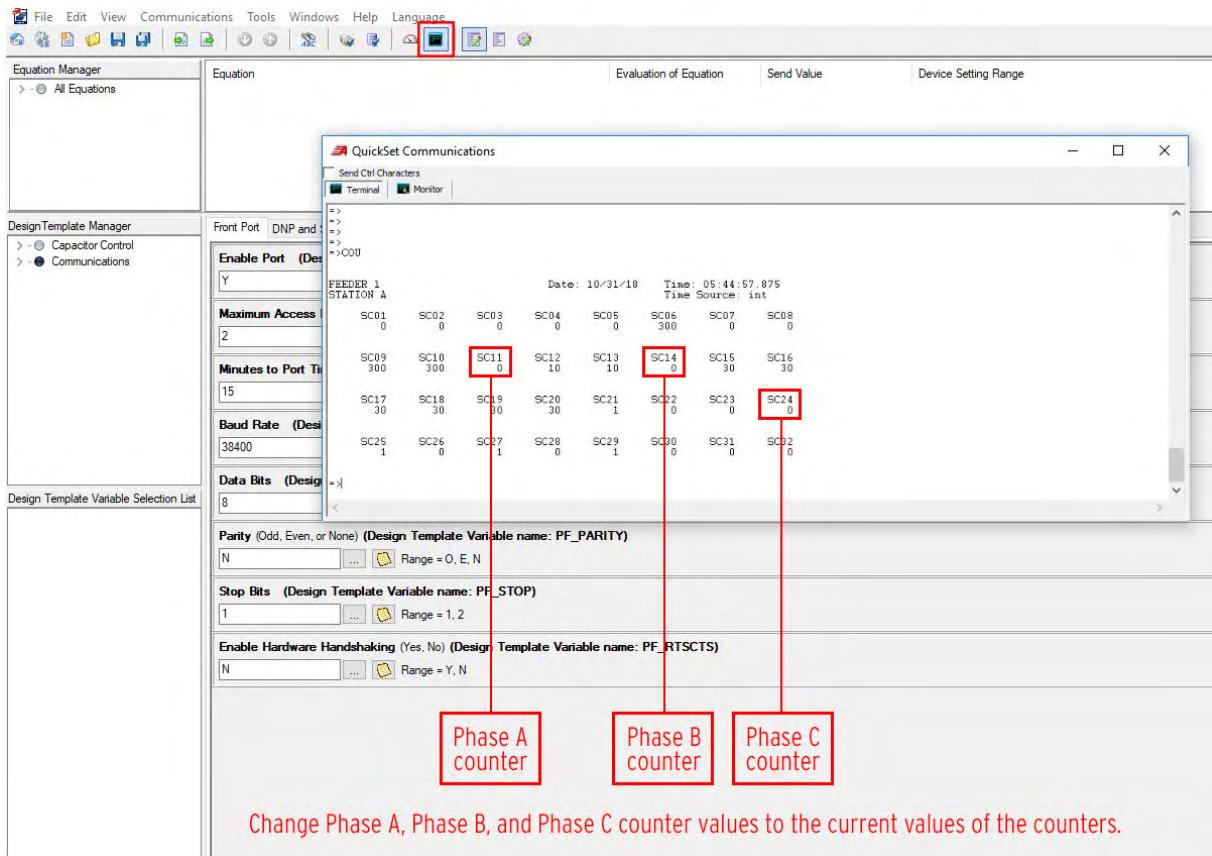 File Edit View Communications Tools Windows Help Language
Equation Manager
All Equations
Equation Evaluation of Equation Send Value Device Setting Range
QuickSet Communications
Send Ctrl Characters
Terminal Monitor
=>
=>
=>
=>
=>COU
FEEDER 1 Date: 10/31/18 Time: 05:44:57.875
STATION A Time Source: int
SC01 SC02 SC03 SC04 SC05 SC06 SC07 SC08
0 0 0 0 0 300 0 0
SC09 SC10 SC11 SC12 SC13 SC14 SC15 SC16
300 300 0 10 10 0 30 30
SC17 SC18 SC19 SC20 SC21 SC22 SC23 SC24
30 30 30 30 1 0 0 0
SC25 SC26 SC27 SC28 SC29 SC30 SC31 SC32
1 0 1 0 1 0 0 0
=>
Design Template Manager
Capacitor Control
Communications
Design Template Variable Selection List
Front Port DNP and
Enable Port (Des
Y
Maximum Access
2
Minutes to Port Ti
15
Baud Rate (Desi
38400
Data Bits (Desig
8
Parity (Odd, Even, or None) (Design Template Variable name: PF_PARITY)
N ... Range = O, E, N
Stop Bits (Design Template Variable name: PF_STOP)
1 ... Range = 1, 2
Enable Hardware Handshaking (Yes, No) (Design Template Variable name: PF_RTSCTS)
N ... Range = Y, N
Phase A
counter
Phase B
counter
Phase C
counter
Change Phase A, Phase B, and Phase C counter values to the current values of the counters.